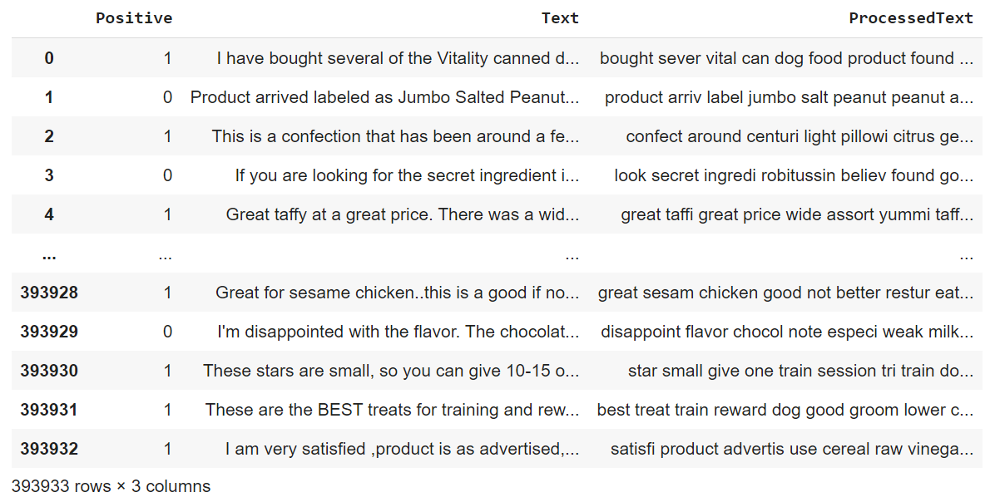 Positive Text ProcessedText
0 1 I have bought several of the Vitality canned d... bought sever vital can dog food product found ...
1 0 Product arrived labeled as Jumbo Salted Peanut... product arriv label jumbo salt peanut peanut a...
2 1 This is a confection that has been around a fe... confect around centuri light pillowi citrus ge...
3 0 If you are looking for the secret ingredient i... look secret ingredi robitussin believ found go...
4 1 Great taffy at a great price. There was a wid... great taffi great price wide assort yummi taff...
... ... ... ...
393928 1 Great for sesame chicken..this is a good if no... great sesam chicken good not better restur eat...
393929 0 I'm disappointed with the flavor. The chocolat... disappoint flavor chocol note especi weak milk...
393930 1 These stars are small, so you can give 10-15 o... star small give one train session tri train do...
393931 1 These are the BEST treats for training and rew... best treat train reward dog good groom lower c...
393932 1 I am very satisfied ,product is as advertised,... satisfi product advertis use cereal raw vinega...
393933 rows × 3 columns